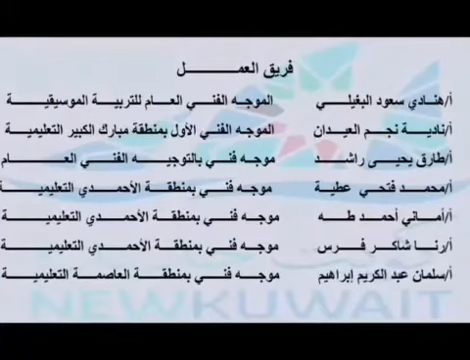 فريق العمل
أ/هنادي سعود البغيلي الموجه الفني العام للتربية الموسيقية
أ/نادية نجم العيدان الموجه الفني الأول بمنطقة مبارك الكبير التعليمية
أ/طارق يحيى راشد موجه فني بالتوجيه الفني العام
أ/محمد فتحي عطية موجه فني بمنطقة الأحمدي التعليمية
أ/أماني أحمد طه موجه فني بمنطقة الأحمدي التعليمية
أ/رنا شاكر فرس موجه فني بمنطقة الأحمدي التعليمية
أ/سلمان عبد الكريم إبراهيم موجه فني بمنطقة العاصمة التعليمية
NEWKUWAIT